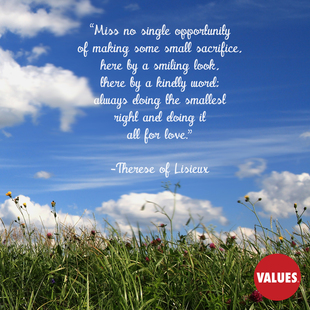 “Miss no single opportunity
of making some small sacrifice,
here by a smiling look,
there by a kindly word;
always doing the smallest
right and doing it
all for love.”
~Therese of Lisieux
VALUES